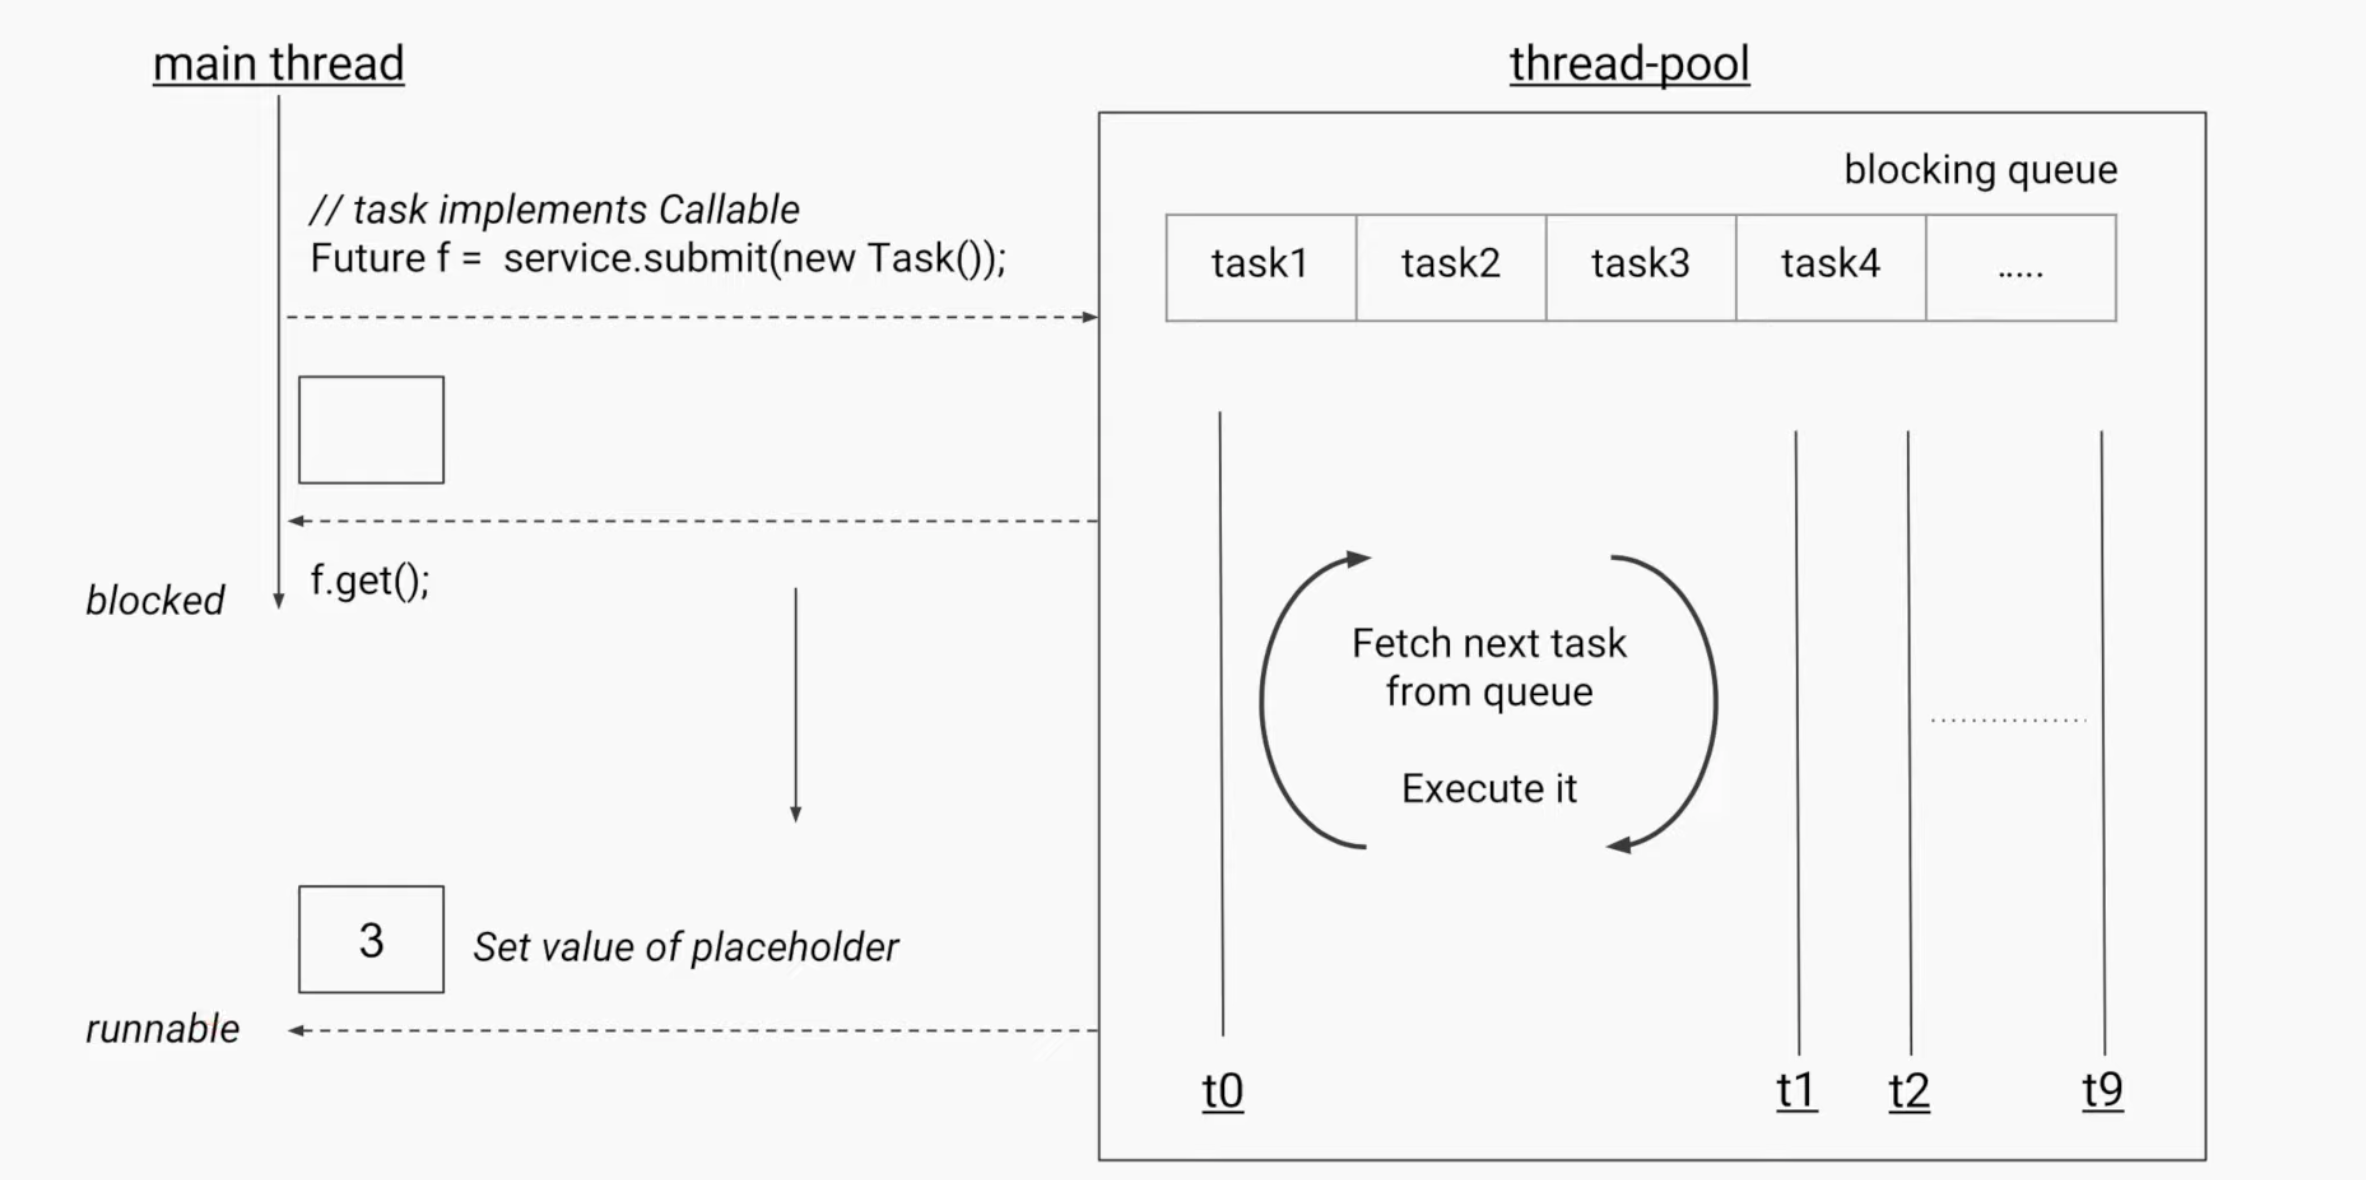 main thread
// task implements Callable
Future f = service.submit(new Task());
f.get();
blocked
3
Set value of placeholder
runnable
thread-pool
blocking queue
task1
task2
task3
task4
.....
Fetch next task
from queue
Execute it
t0
t1
t2
t9